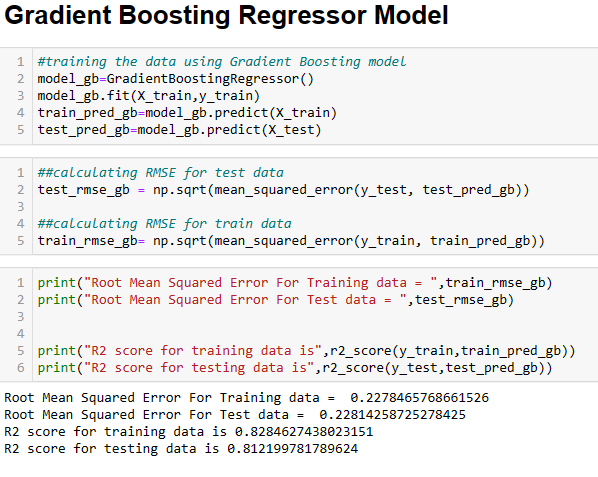 Gradient Boosting Regressor Model
1 #training the data using Gradient Boosting model
2 model_gb=GradientBoostingRegressor()
3 model_gb.fit(X_train,y_train)
4 train_pred_gb=model_gb.predict(X_train)
5 test_pred_gb=model_gb.predict(X_test)
1 ##calculating RMSE for test data
2 test_rmse_gb = np.sqrt(mean_squared_error(y_test, test_pred_gb))
3
4 ##calculating RMSE for train data
5 train_rmse_gb= np.sqrt(mean_squared_error(y_train, train_pred_gb))
1 print("Root Mean Squared Error For Training data = ",train_rmse_gb)
2 print("Root Mean Squared Error For Test data = ",test_rmse_gb)
3
4
5 print("R2 score for training data is",r2_score(y_train,train_pred_gb))
6 print("R2 score for testing data is",r2_score(y_test,test_pred_gb))
Root Mean Squared Error For Training data =  0.2278465768661526
Root Mean Squared Error For Test data =  0.22814258725278425
R2 score for training data is 0.8284627438023151
R2 score for testing data is 0.812199781789624